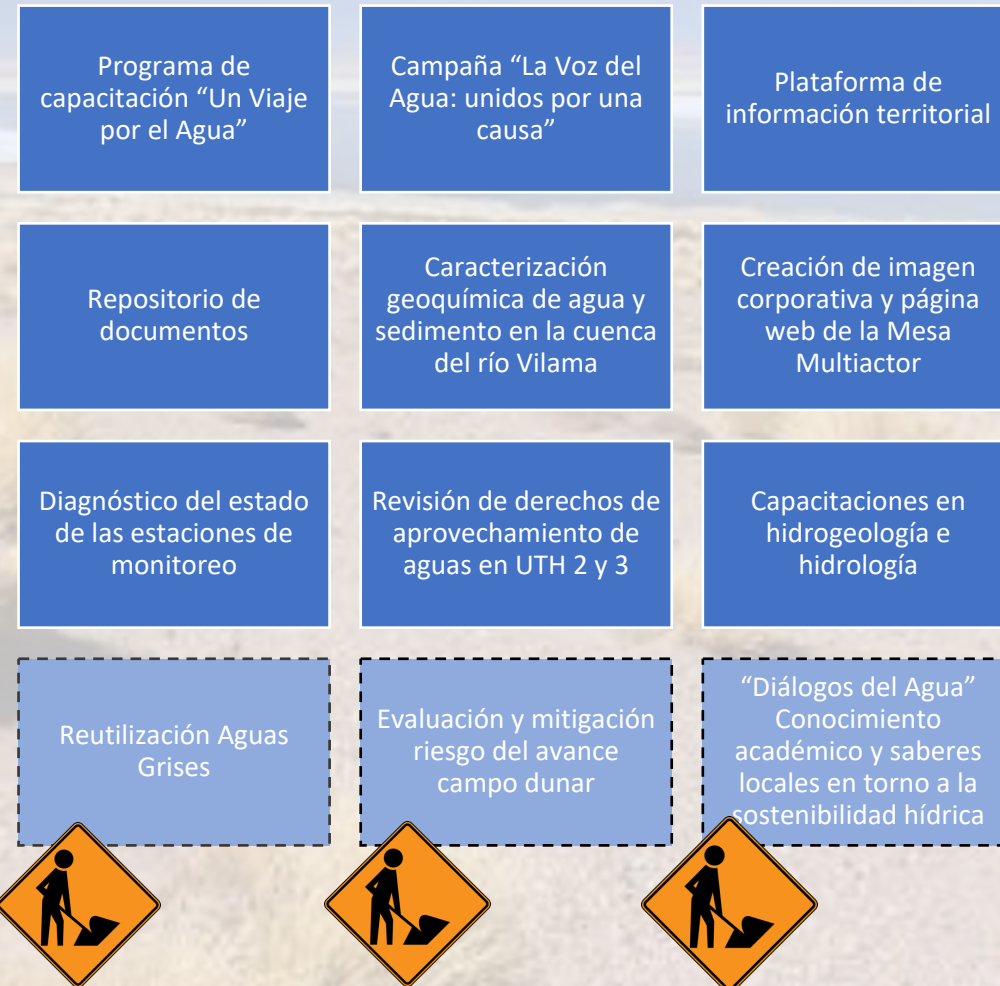 Programa de
capacitación “Un Viaje
por el Agua”
Campaña “La Voz del
Agua: unidos por una
causa”
Plataforma de
información territorial
Repositorio de
documentos
Caracterización
geoquímica de agua y
sedimento en la cuenca
del río Vilama
Creación de imagen
corporativa y página
web de la Mesa
Multiactor
Diagnóstico del estado
de las estaciones de
monitoreo
Revisión de derechos de
aprovechamiento de
aguas en UTH 2 y 3
Capacitaciones en
hidrogeología e
hidrología
Reutilización Aguas
Grises
Evaluación y mitigación
riesgo del avance
campo dunar
“Diálogos del Agua”
Conocimiento
académico y saberes
locales en torno a la
sostenibilidad hídrica